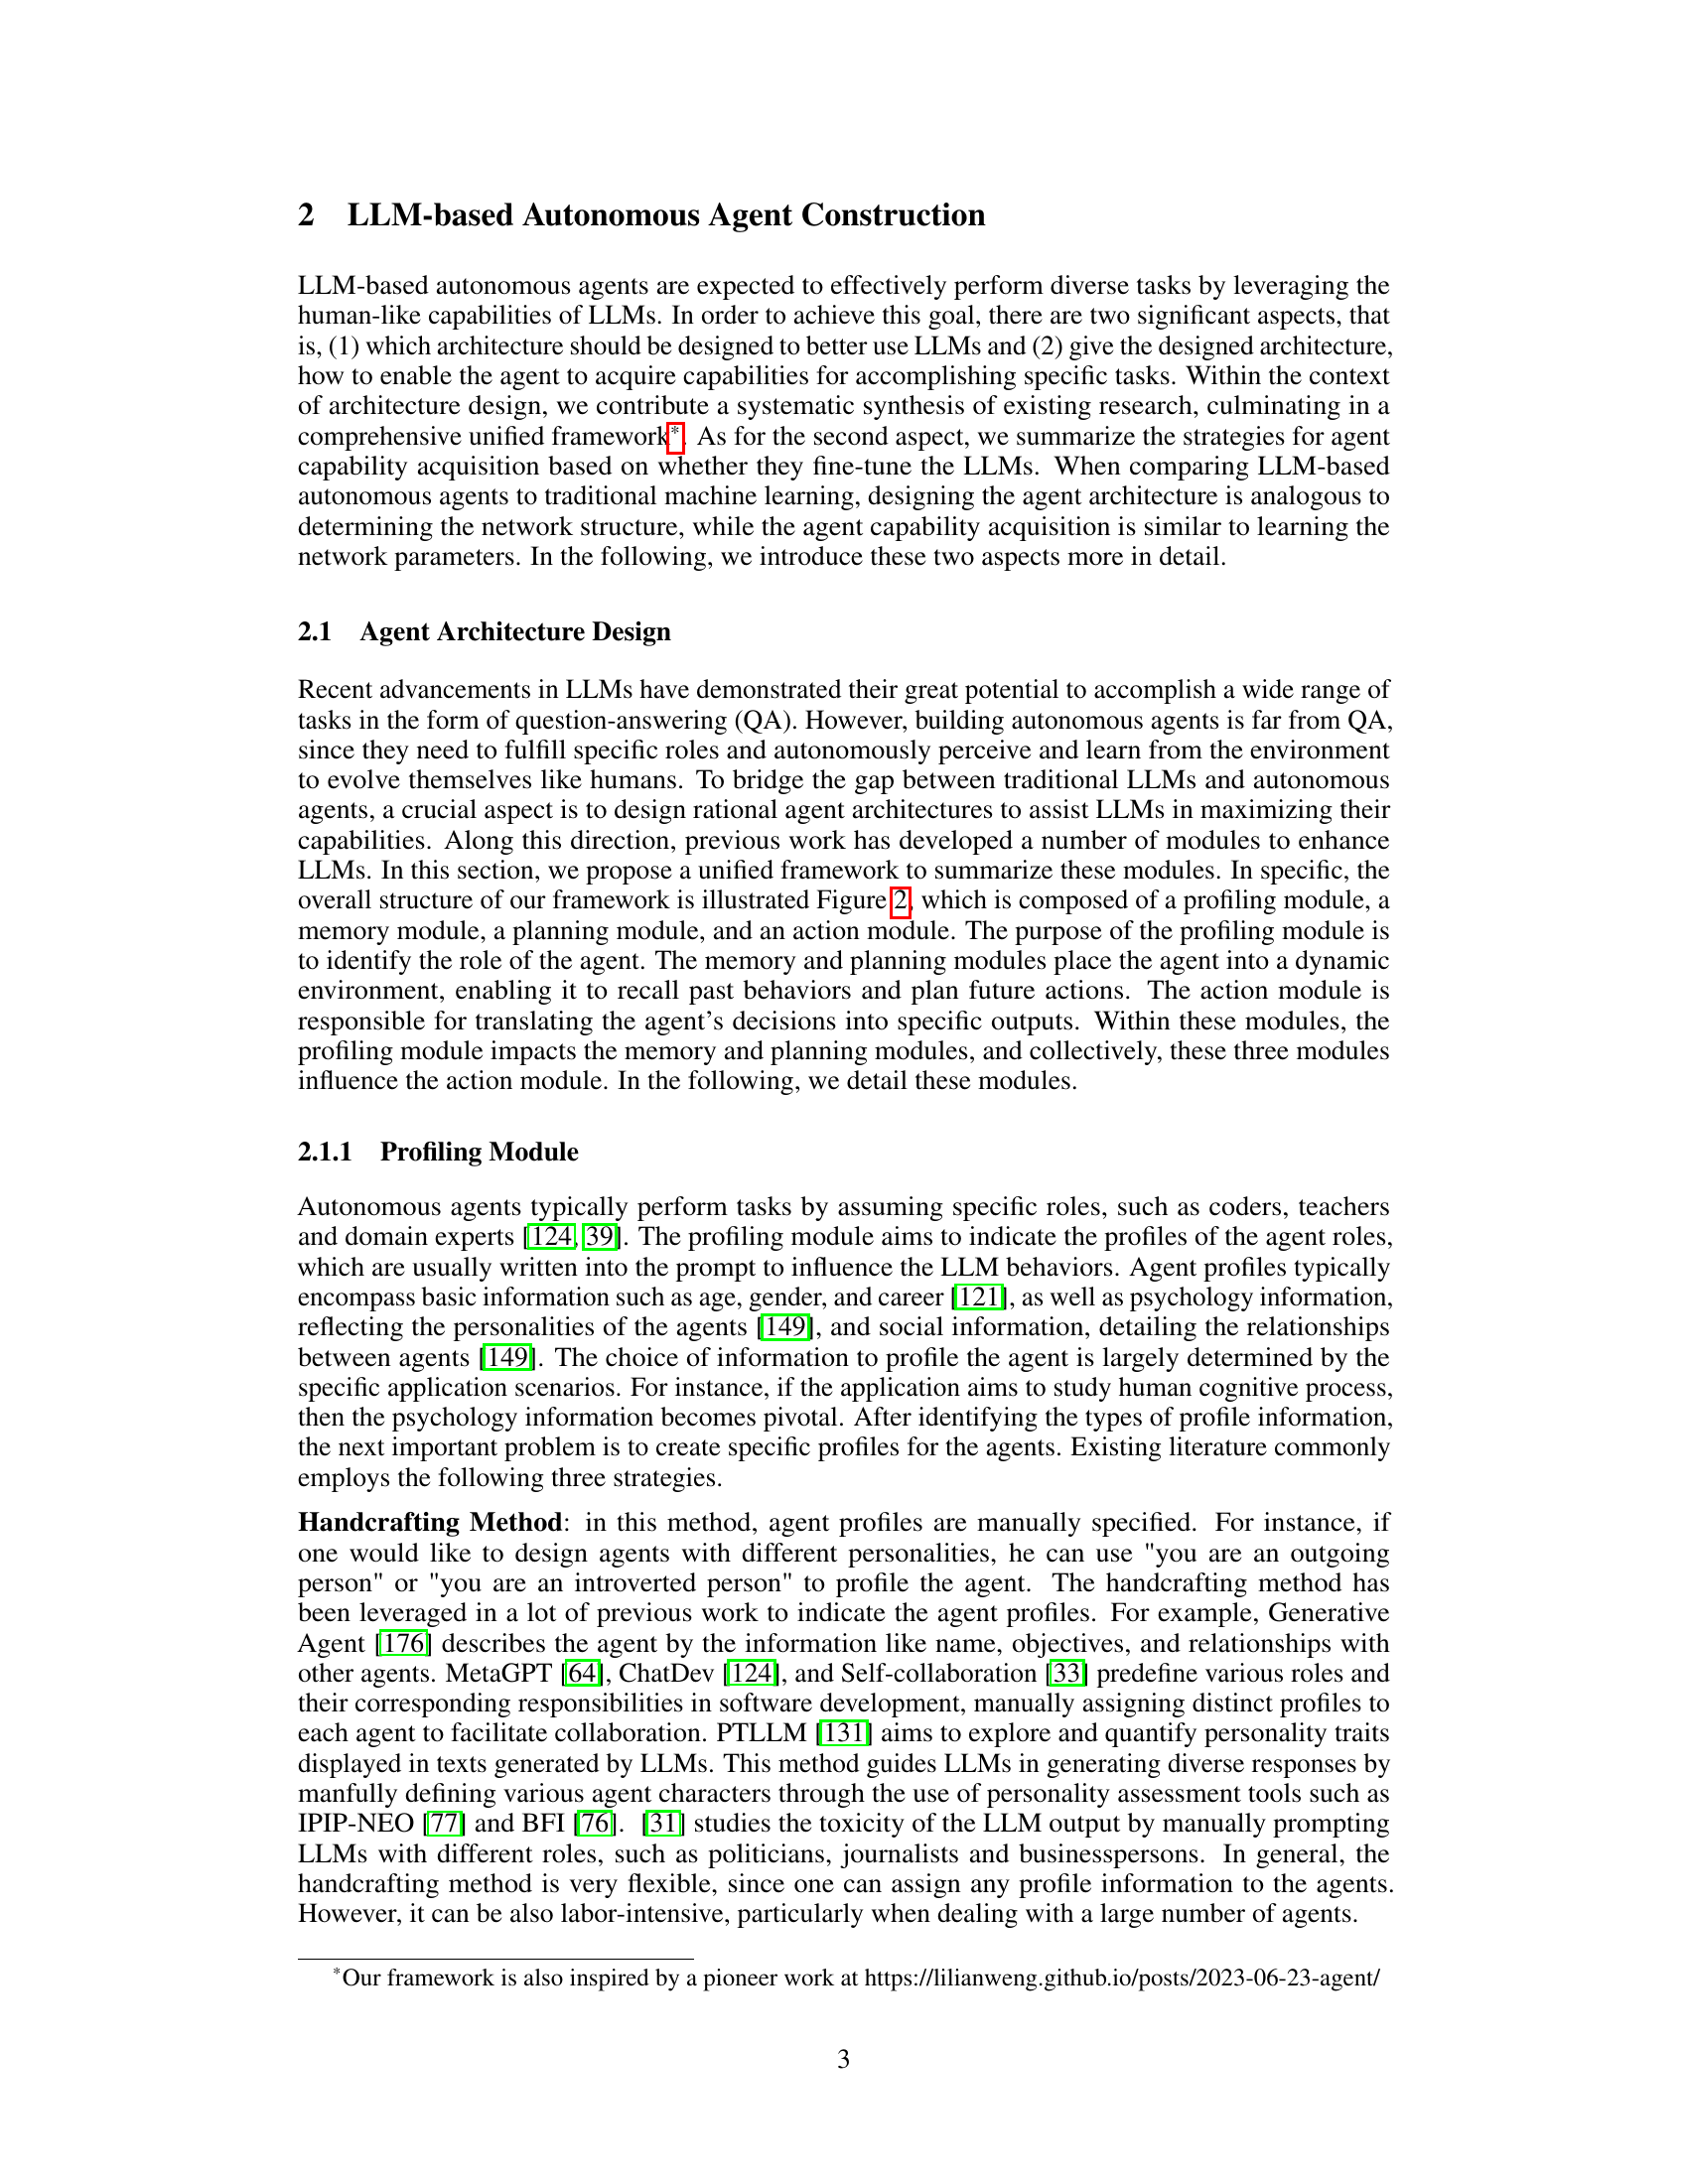 2 LLM-based Autonomous Agent Construction
LLM-based autonomous agents are expected to effectively perform diverse tasks by leveraging the
human-like capabilities of LLMs. In order to achieve this goal, there are two significant aspects, that
is, (1) which architecture should be designed to better use LLMs and (2) give the designed architecture,
how to enable the agent to acquire capabilities for accomplishing specific tasks. Within the context
of architecture design, we contribute a systematic synthesis of existing research, culminating in a
comprehensive unified framework*. As for the second aspect, we summarize the strategies for agent
capability acquisition based on whether they fine-tune the LLMs. When comparing LLM-based
autonomous agents to traditional machine learning, designing the agent architecture is analogous to
determining the network structure, while the agent capability acquisition is similar to learning the
network parameters. In the following, we introduce these two aspects more in detail.
2.1 Agent Architecture Design
Recent advancements in LLMs have demonstrated their great potential to accomplish a wide range of
tasks in the form of question-answering (QA). However, building autonomous agents is far from QA,
since they need to fulfill specific roles and autonomously perceive and learn from the environment
to evolve themselves like humans. To bridge the gap between traditional LLMs and autonomous
agents, a crucial aspect is to design rational agent architectures to assist LLMs in maximizing their
capabilities. Along this direction, previous work has developed a number of modules to enhance
LLMs. In this section, we propose a unified framework to summarize these modules. In specific, the
overall structure of our framework is illustrated Figure 2, which is composed of a profiling module, a
memory module, a planning module, and an action module. The purpose of the profiling module is
to identify the role of the agent. The memory and planning modules place the agent into a dynamic
environment, enabling it to recall past behaviors and plan future actions. The action module is
responsible for translating the agent's decisions into specific outputs. Within these modules, the
profiling module impacts the memory and planning modules, and collectively, these three modules
influence the action module. In the following, we detail these modules.
2.1.1 Profiling Module
Autonomous agents typically perform tasks by assuming specific roles, such as coders, teachers
and domain experts [124, 39]. The profiling module aims to indicate the profiles of the agent roles,
which are usually written into the prompt to influence the LLM behaviors. Agent profiles typically
encompass basic information such as age, gender, and career [121], as well as psychology information,
reflecting the personalities of the agents [149], and social information, detailing the relationships
between agents [149]. The choice of information to profile the agent is largely determined by the
specific application scenarios. For instance, if the application aims to study human cognitive process,
then the psychology information becomes pivotal. After identifying the types of profile information,
the next important problem is to create specific profiles for the agents. Existing literature commonly
employs the following three strategies.
Handcrafting Method: in this method, agent profiles are manually specified. For instance, if
one would like to design agents with different personalities, he can use "you are an outgoing
person" or "you are an introverted person" to profile the agent. The handcrafting method has
been leveraged in a lot of previous work to indicate the agent profiles. For example, Generative
Agent [176] describes the agent by the information like name, objectives, and relationships with
other agents. MetaGPT [64], ChatDev [124], and Self-collaboration [33] predefine various roles and
their corresponding responsibilities in software development, manually assigning distinct profiles to
each agent to facilitate collaboration. PTLLM [131] aims to explore and quantify personality traits
displayed in texts generated by LLMs. This method guides LLMs in generating diverse responses by
manfully defining various agent characters through the use of personality assessment tools such as
IPIP-NEO [77] and BFI [76]. [31] studies the toxicity of the LLM output by manually prompting
LLMs with different roles, such as politicians, journalists and businesspersons. In general, the
handcrafting method is very flexible, since one can assign any profile information to the agents.
However, it can be also labor-intensive, particularly when dealing with a large number of agents.
*Our framework is also inspired by a pioneer work at https://lilianweng.github.io/posts/2023-06-23-agent/
3